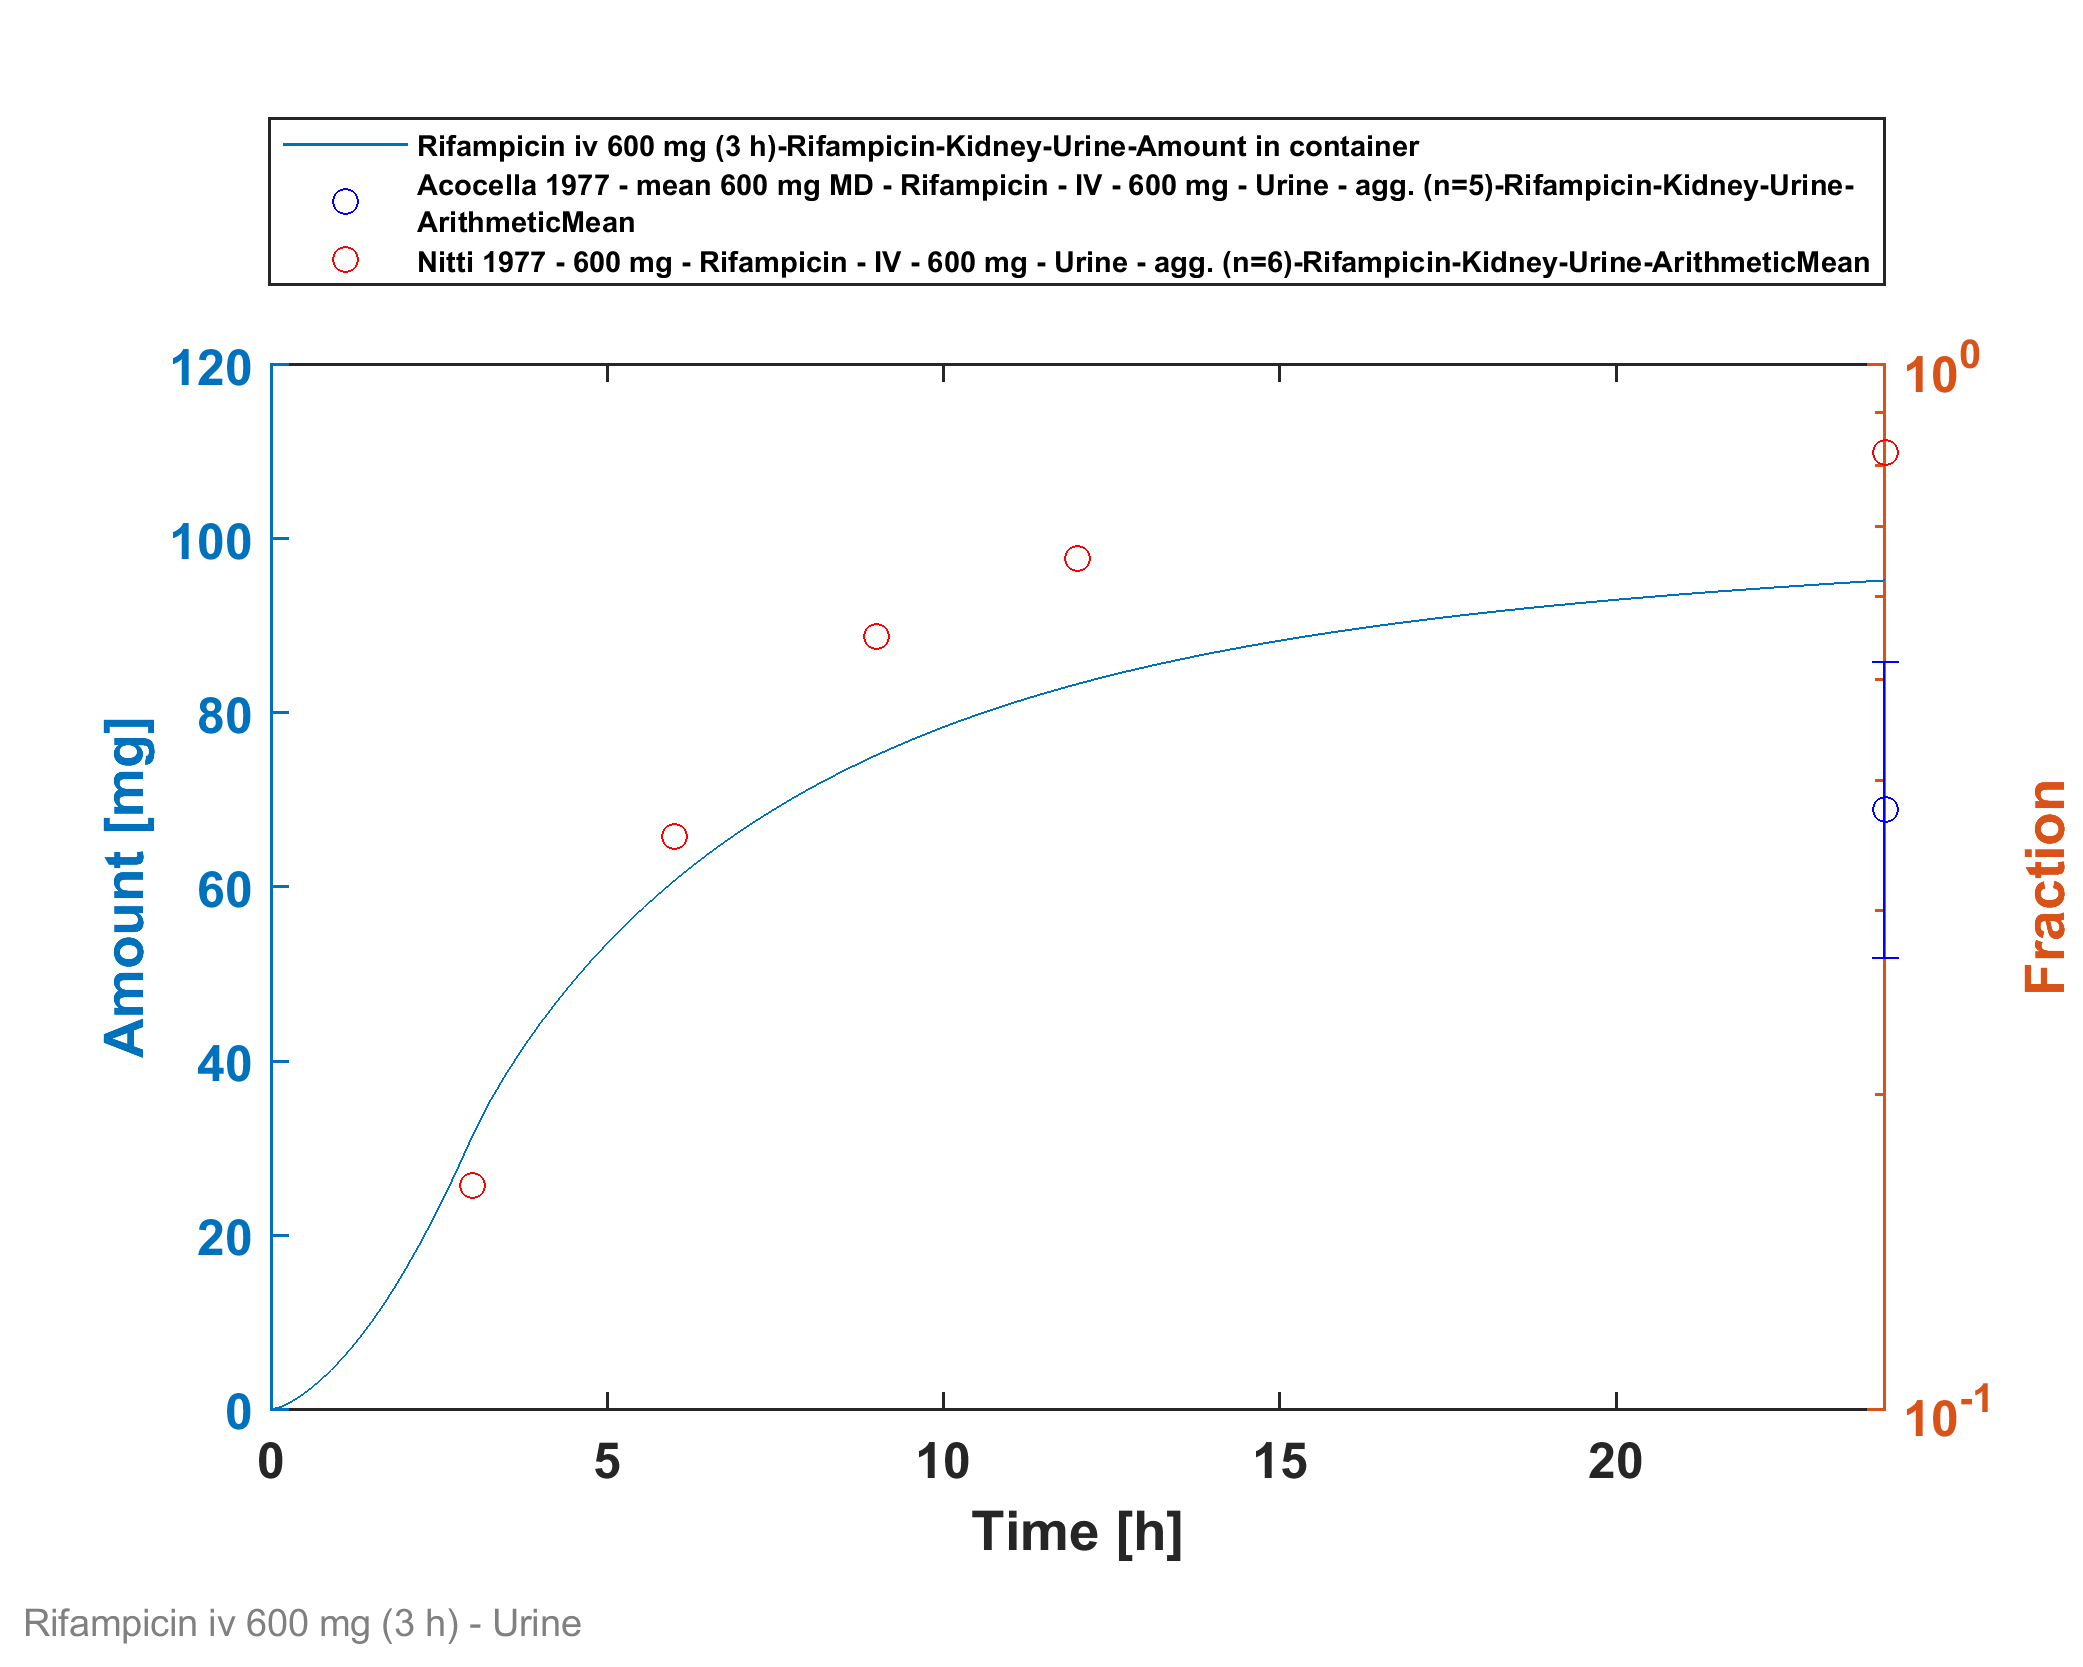 Rifampicin iv 600 mg (3 h)-Rifampicin-Kidney-Urine-Amount in container
Acocella 1977 - mean 600 mg MD - Rifampicin - IV - 600 mg - Urine - agg. (n=5)-Rifampicin-Kidney-Urine-
ArithmeticMean
Nitti 1977 - 600 mg - Rifampicin - IV - 600 mg - Urine - agg. (n=6)-Rifampicin-Kidney-Urine-ArithmeticMean
120
100
80
60
40
20
0
Amount [mg]
10^0
10^-1
Fraction
0 5 10 15 20
Time [h]
Rifampicin iv 600 mg (3 h) - Urine